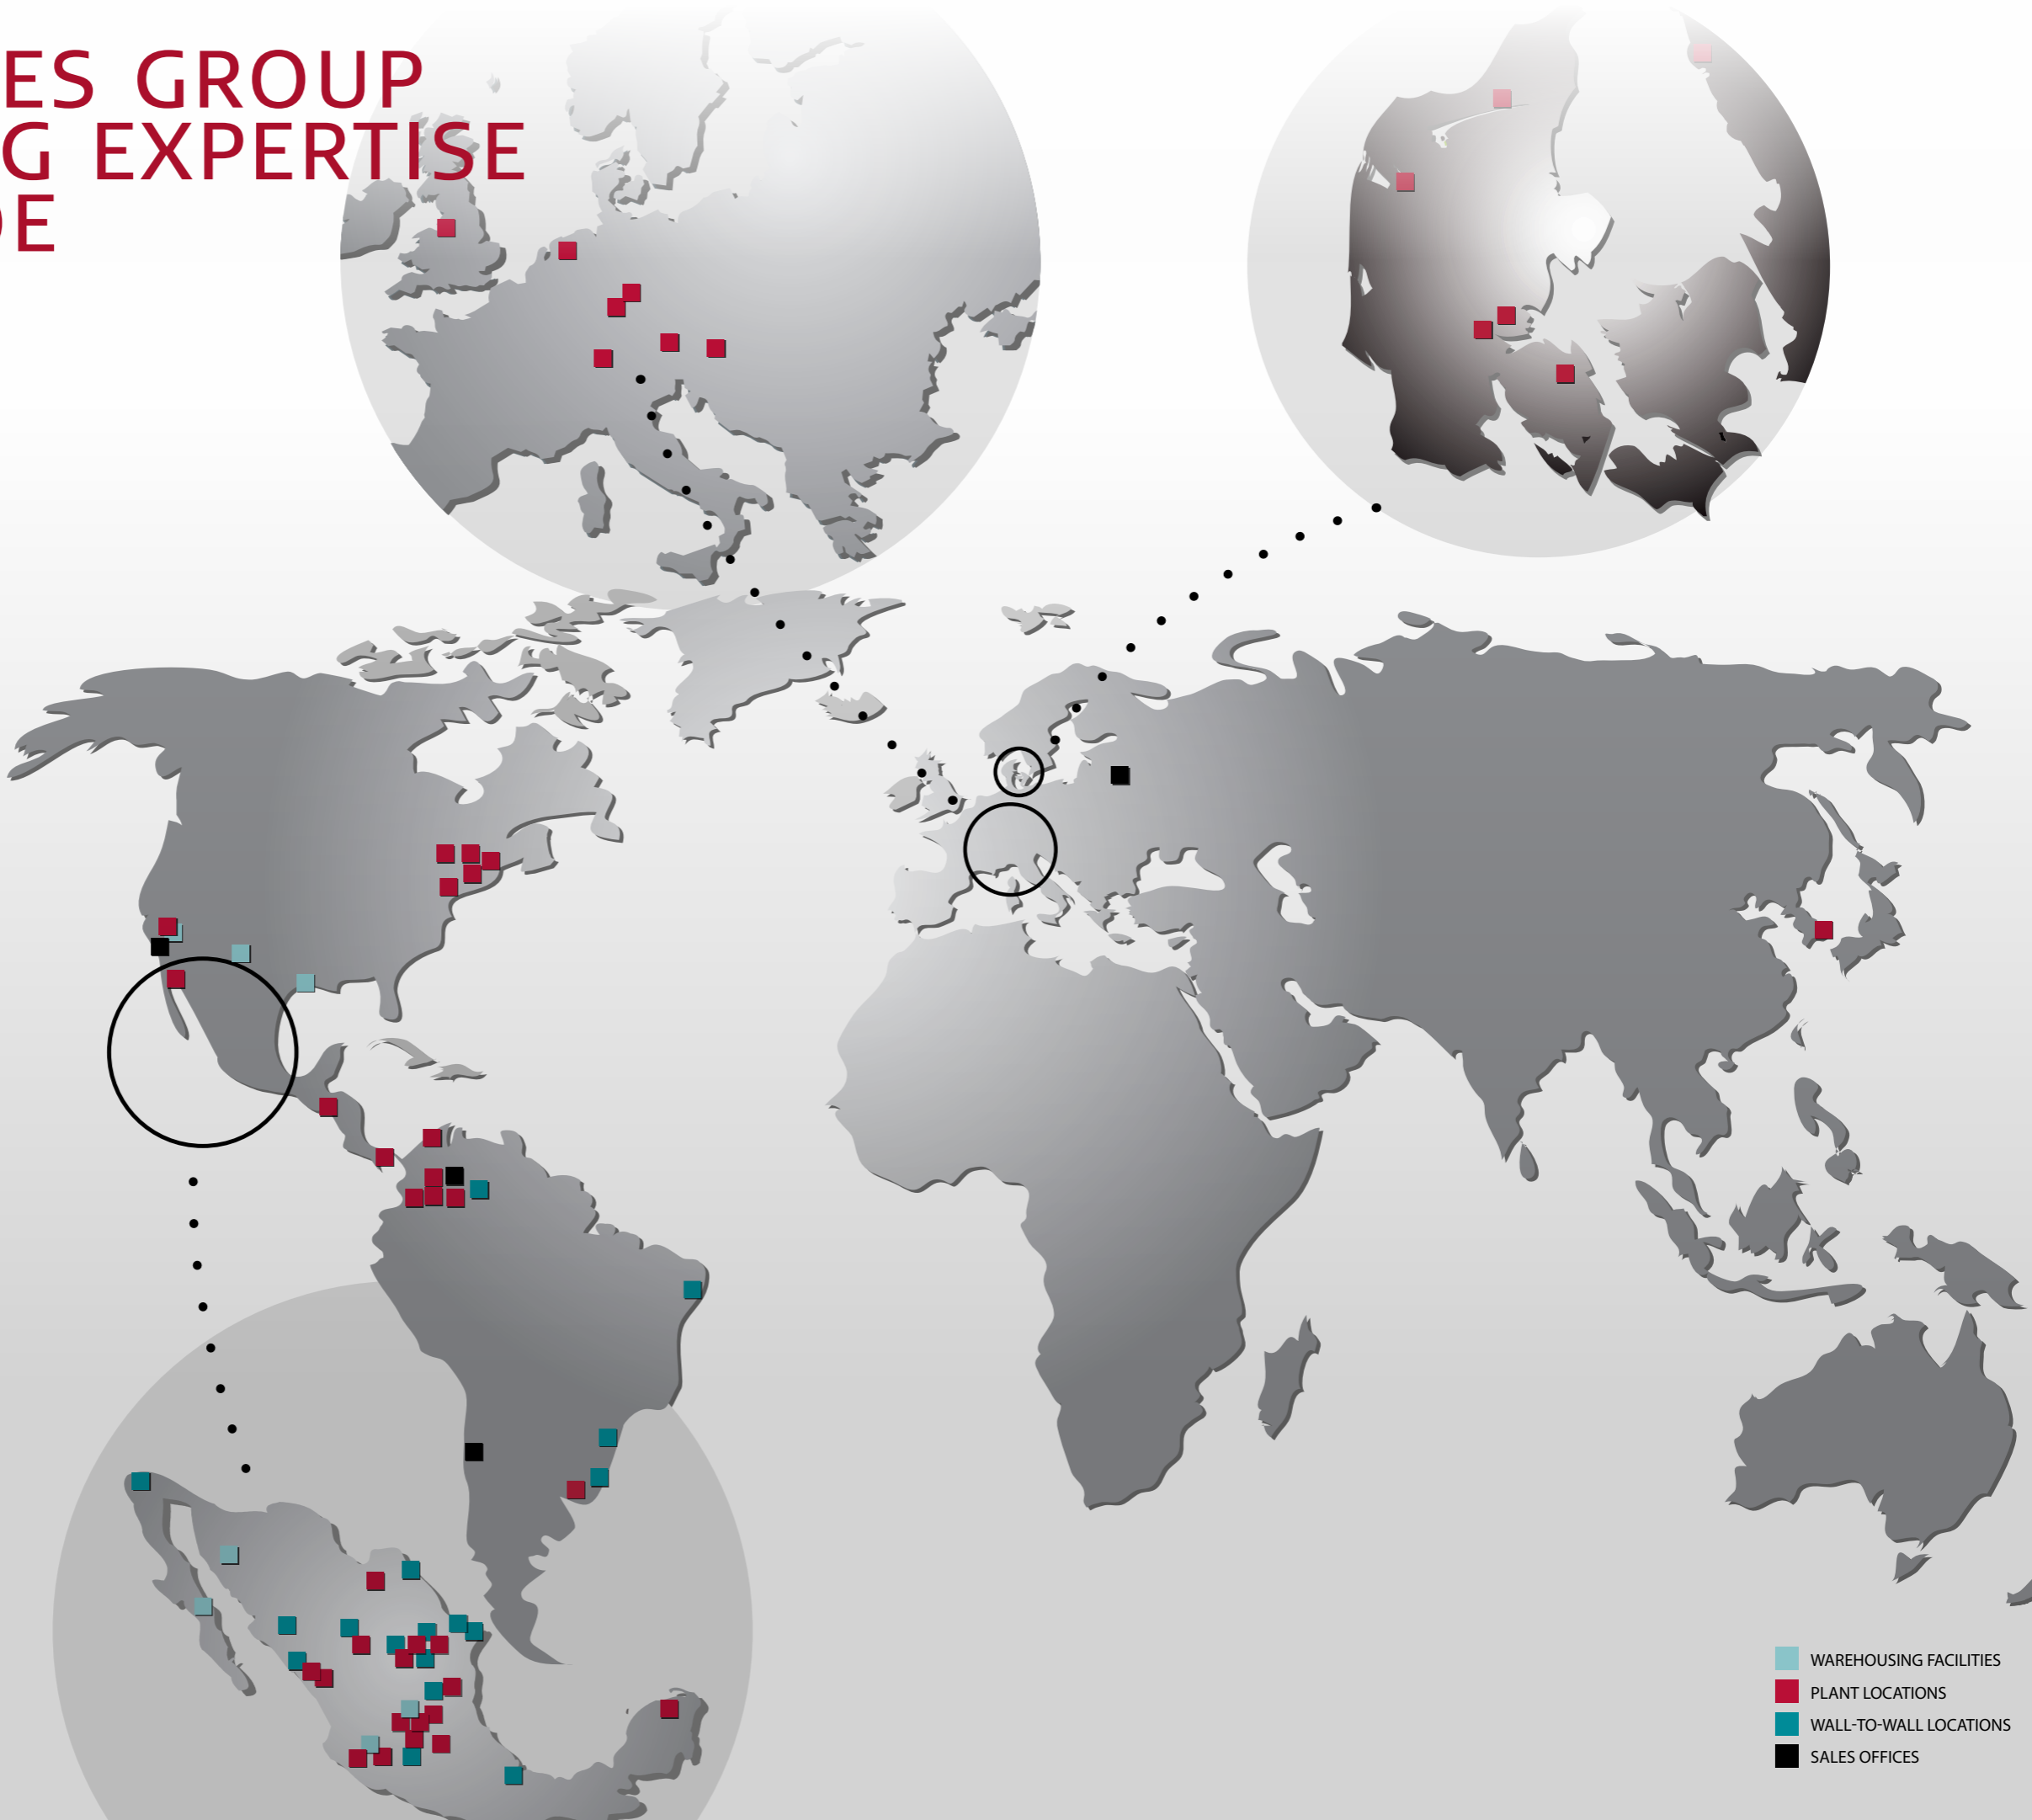 ES GROUP
G EXPERTISE
DE
WAREHOUSING FACILITIES
PLANT LOCATIONS
WALL-TO-WALL LOCATIONS
SALES OFFICES